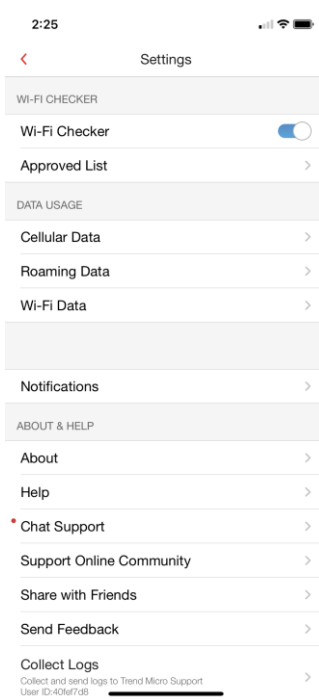 2:25
Settings
WI-FI CHECKER
Wi-Fi Checker
Approved List
DATA USAGE
Cellular Data
Roaming Data
Wi-Fi Data
Notifications
ABOUT & HELP
About
Help
Chat Support
Support Online Community
Share with Friends
Send Feedback
Collect Logs
Collect and send logs to Trend Micro Support
User ID:40fef7d8